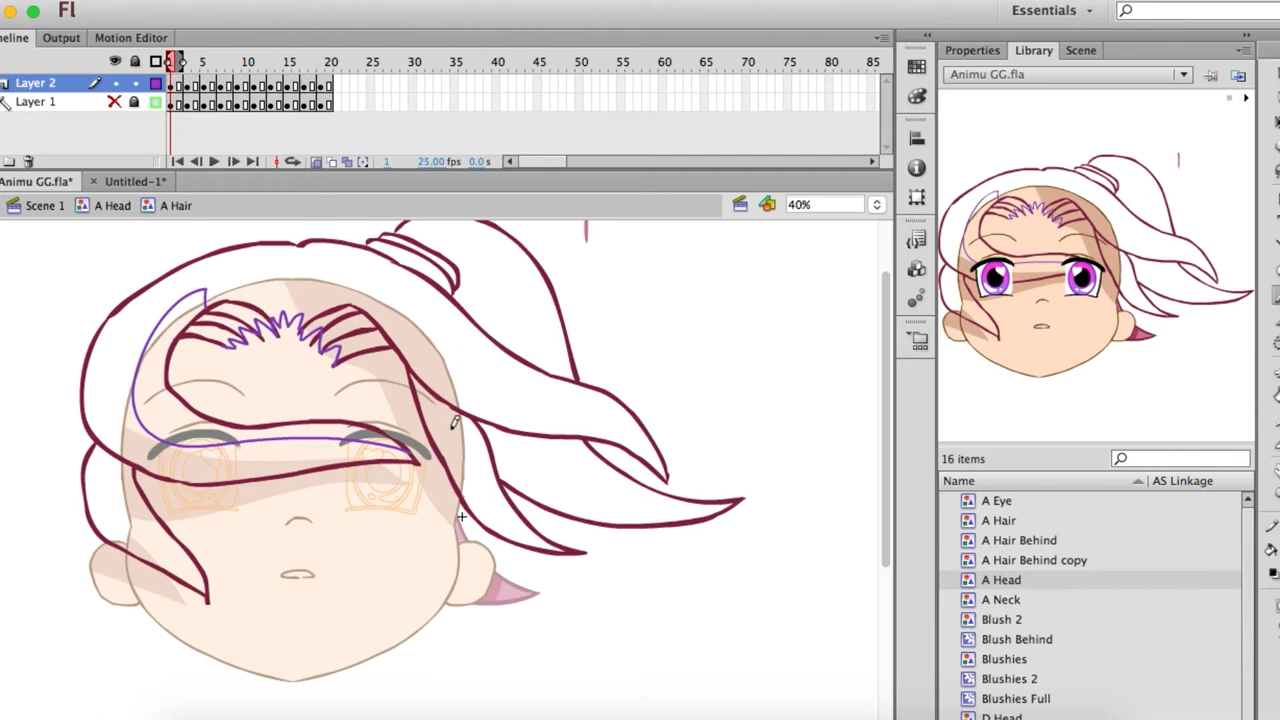 Fl
Essentials
meline
Output
Motion Editor
5 10 15 20 25 30 35 40 45 50 55 60 65 70 75 80 85
Layer 2
Layer 1
1 25.00 fps 0.0 s
Animu GG.fla*
Untitled-1*
Scene 1
A Head
A Hair
40%
Properties
Library
Scene
Animu GG.fla
16 items
Name
AS Linkage
A Eye
A Hair
A Hair Behind
A Hair Behind copy
A Head
A Neck
Blush 2
Blush Behind
Blushies
Blushies 2
Blushies Full
D Head